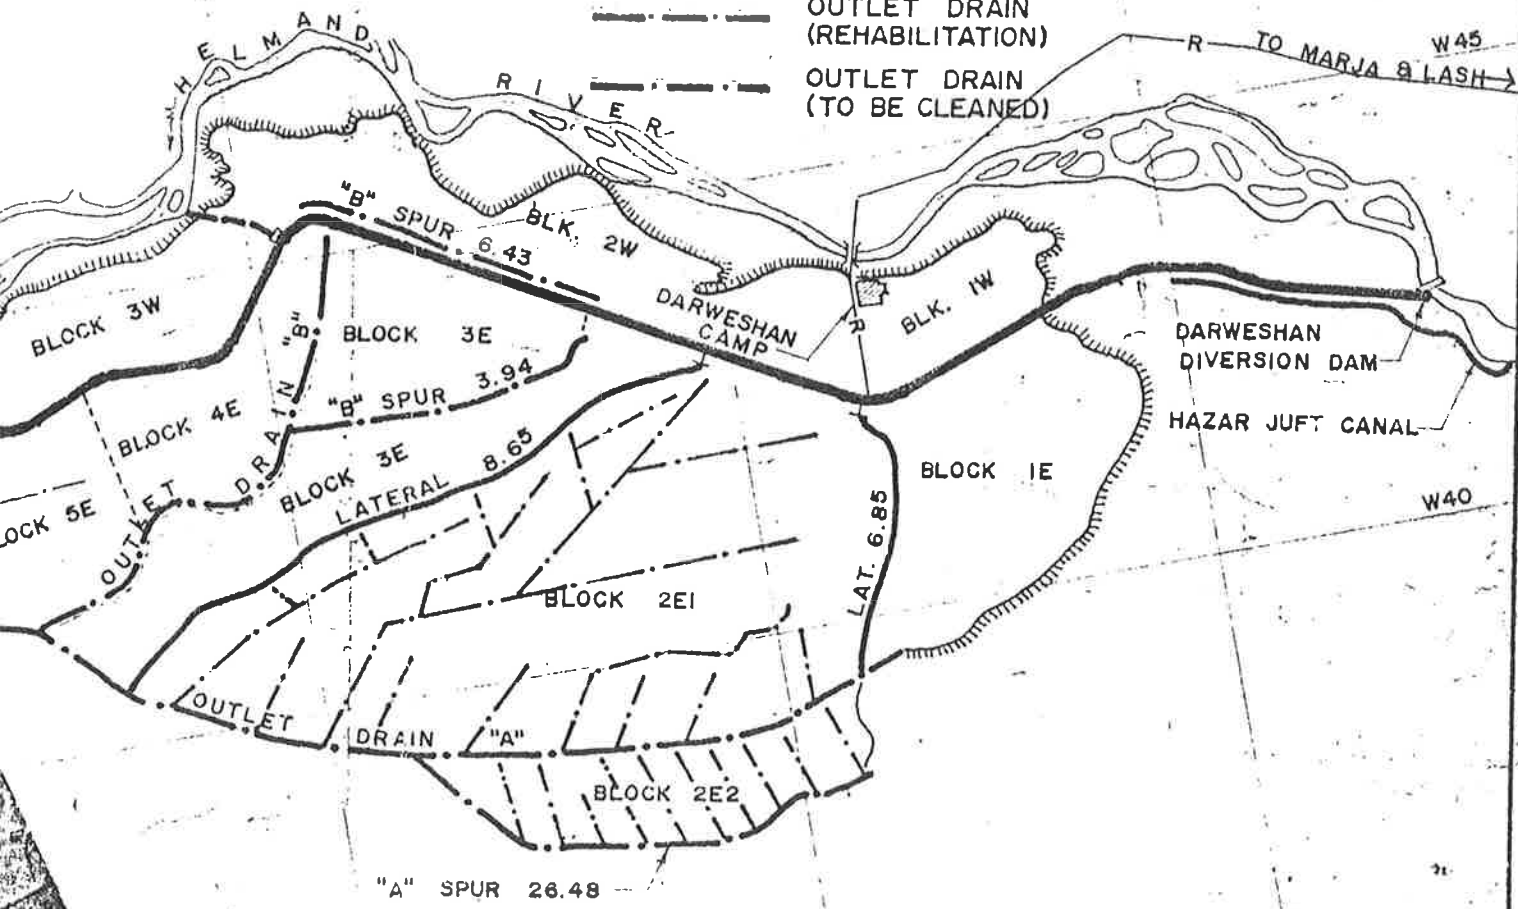 OUTLET DRAIN
(REHABILITATION)
OUTLET DRAIN
(TO BE CLEANED)
HELMAND RIVER
R
TO MARJA & LASH
W45
"B" SPUR 6.43
BLK. 2W
BLOCK 3W
"B"
BLOCK 3E
DARWESHAN
CAMP
R
BLK. 1W
DARWESHAN
DIVERSION DAM
HAZAR JUFT CANAL
"B" SPUR 3.94
BLOCK 4E
OUTLET DRAIN
BLOCK 3E
LATERAL 8.65
BLOCK 1E
LAT. 6.85
W40
LOCK 5E
BLOCK 2E1
OUTLET DRAIN "A"
BLOCK 2E2
"A" SPUR 26.48